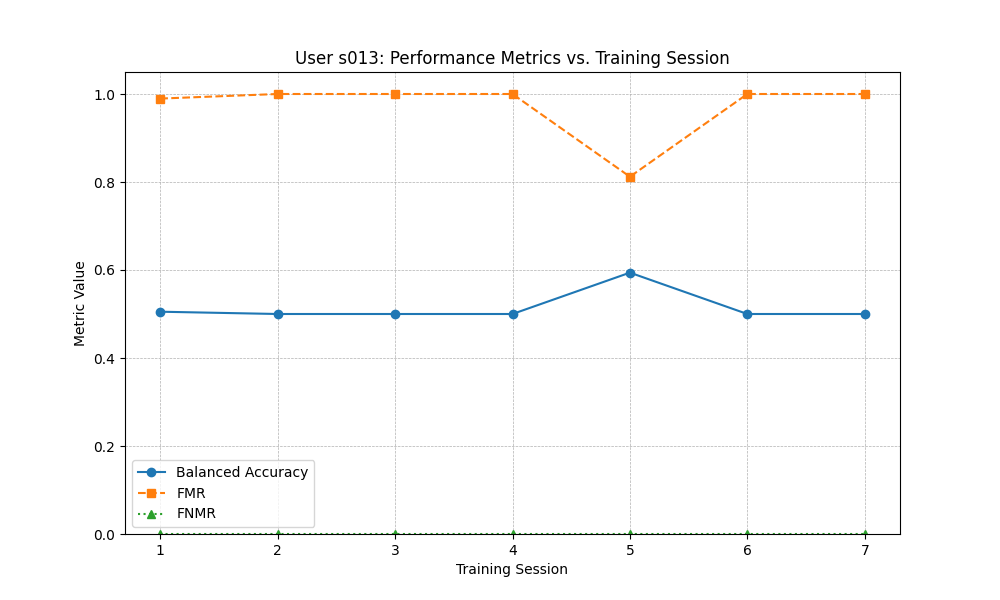 User s013: Performance Metrics vs. Training Session
Metric Value
1.0
0.8
0.6
0.4
0.2
0.0
Balanced Accuracy
FMR
FNMR
1 2 3 4 5 6 7
Training Session